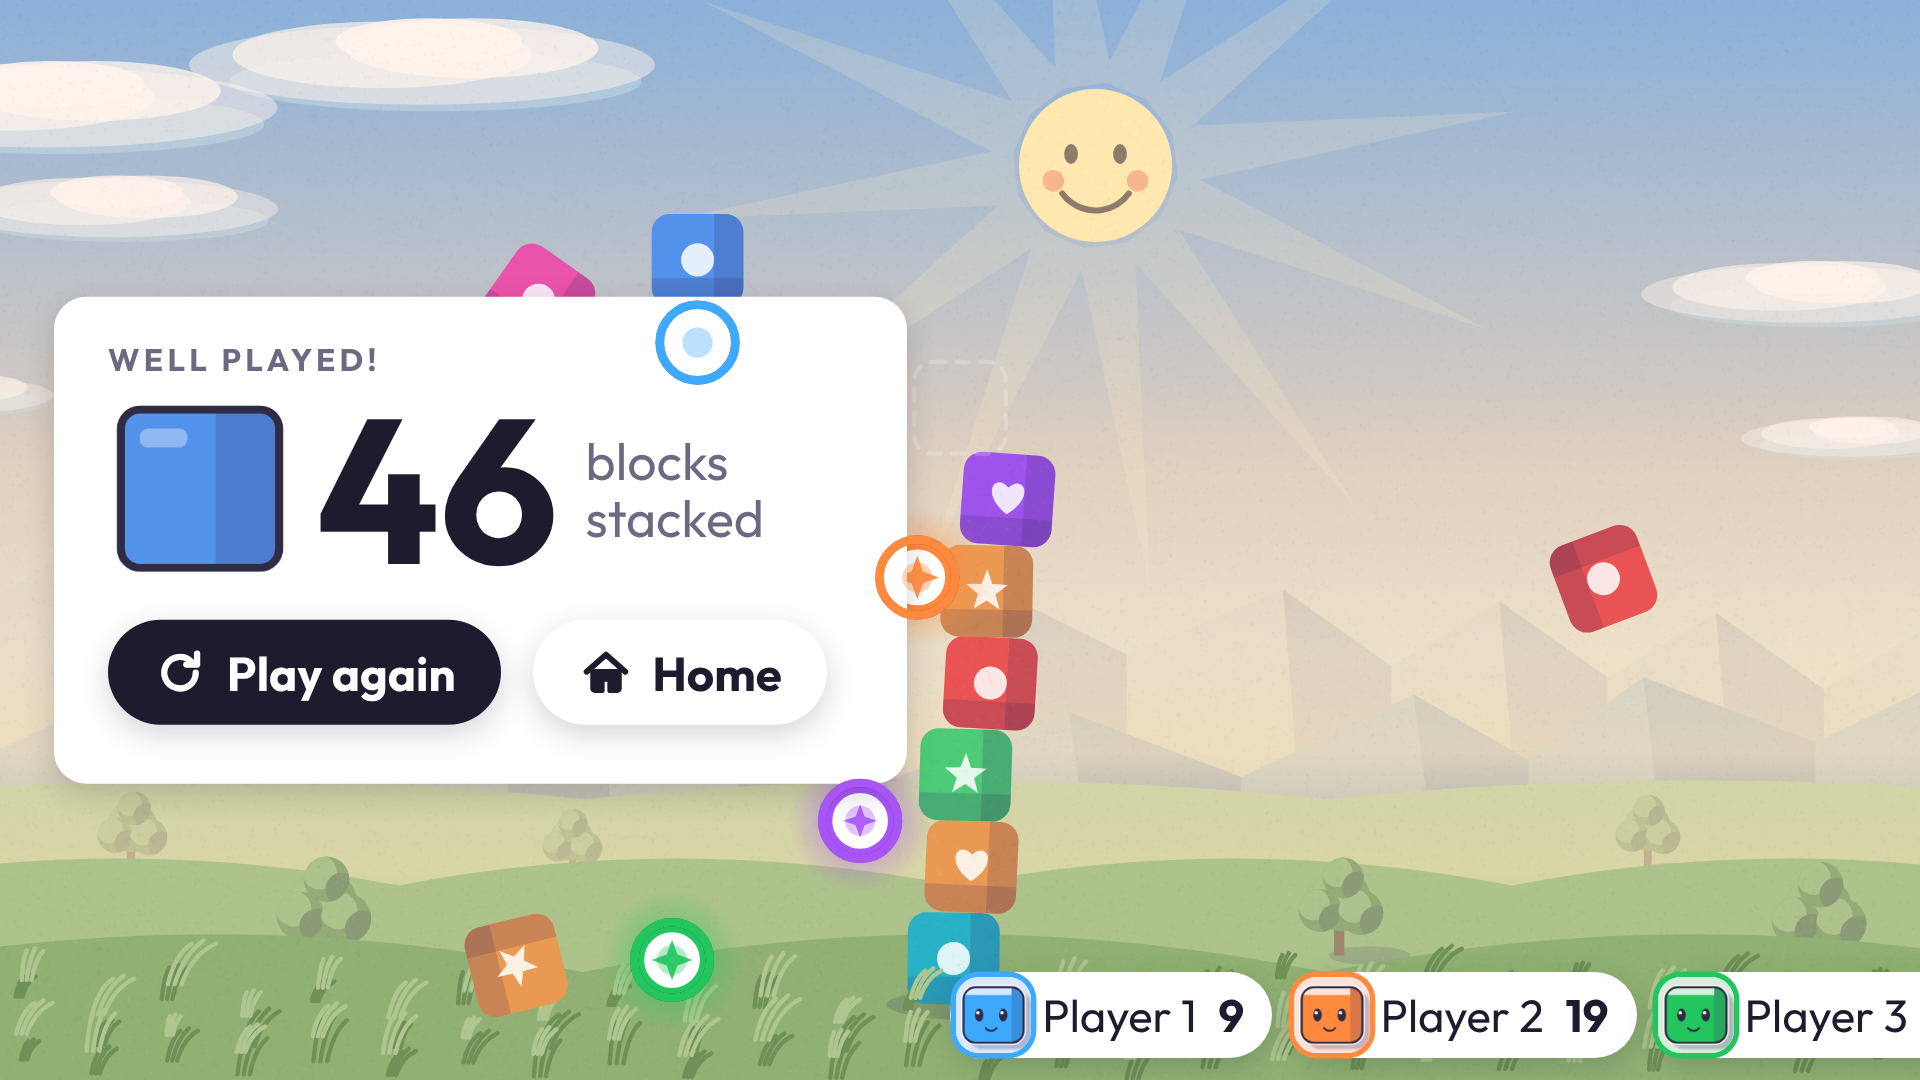 WELL PLAYED!
46
blocks
stacked
Play again
Home
Player 1 9
Player 2 19
Player 3